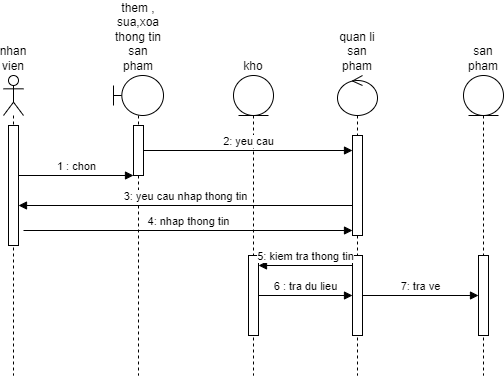 them ,
sua,xoa
thong tin
san
pham
nhan
vien
kho
quan li
san
pham
san
pham
2: yeu cau
1 : chon
3: yeu cau nhap thong tin
4: nhap thong tin
5: kiem tra thong tin
6 : tra du lieu
7: tra ve